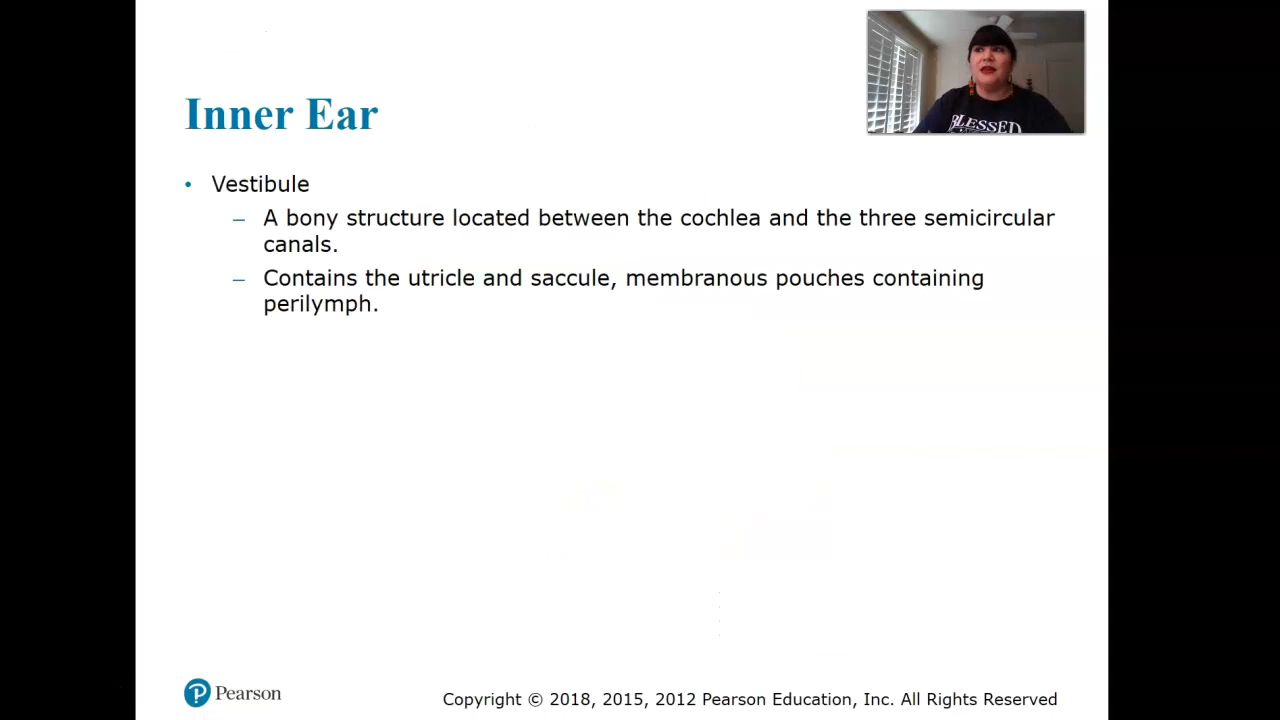 BLESSED
Inner Ear
• Vestibule
– A bony structure located between the cochlea and the three semicircular
canals.
– Contains the utricle and saccule, membranous pouches containing
perilymph.
Pearson
Copyright © 2018, 2015, 2012 Pearson Education, Inc. All Rights Reserved